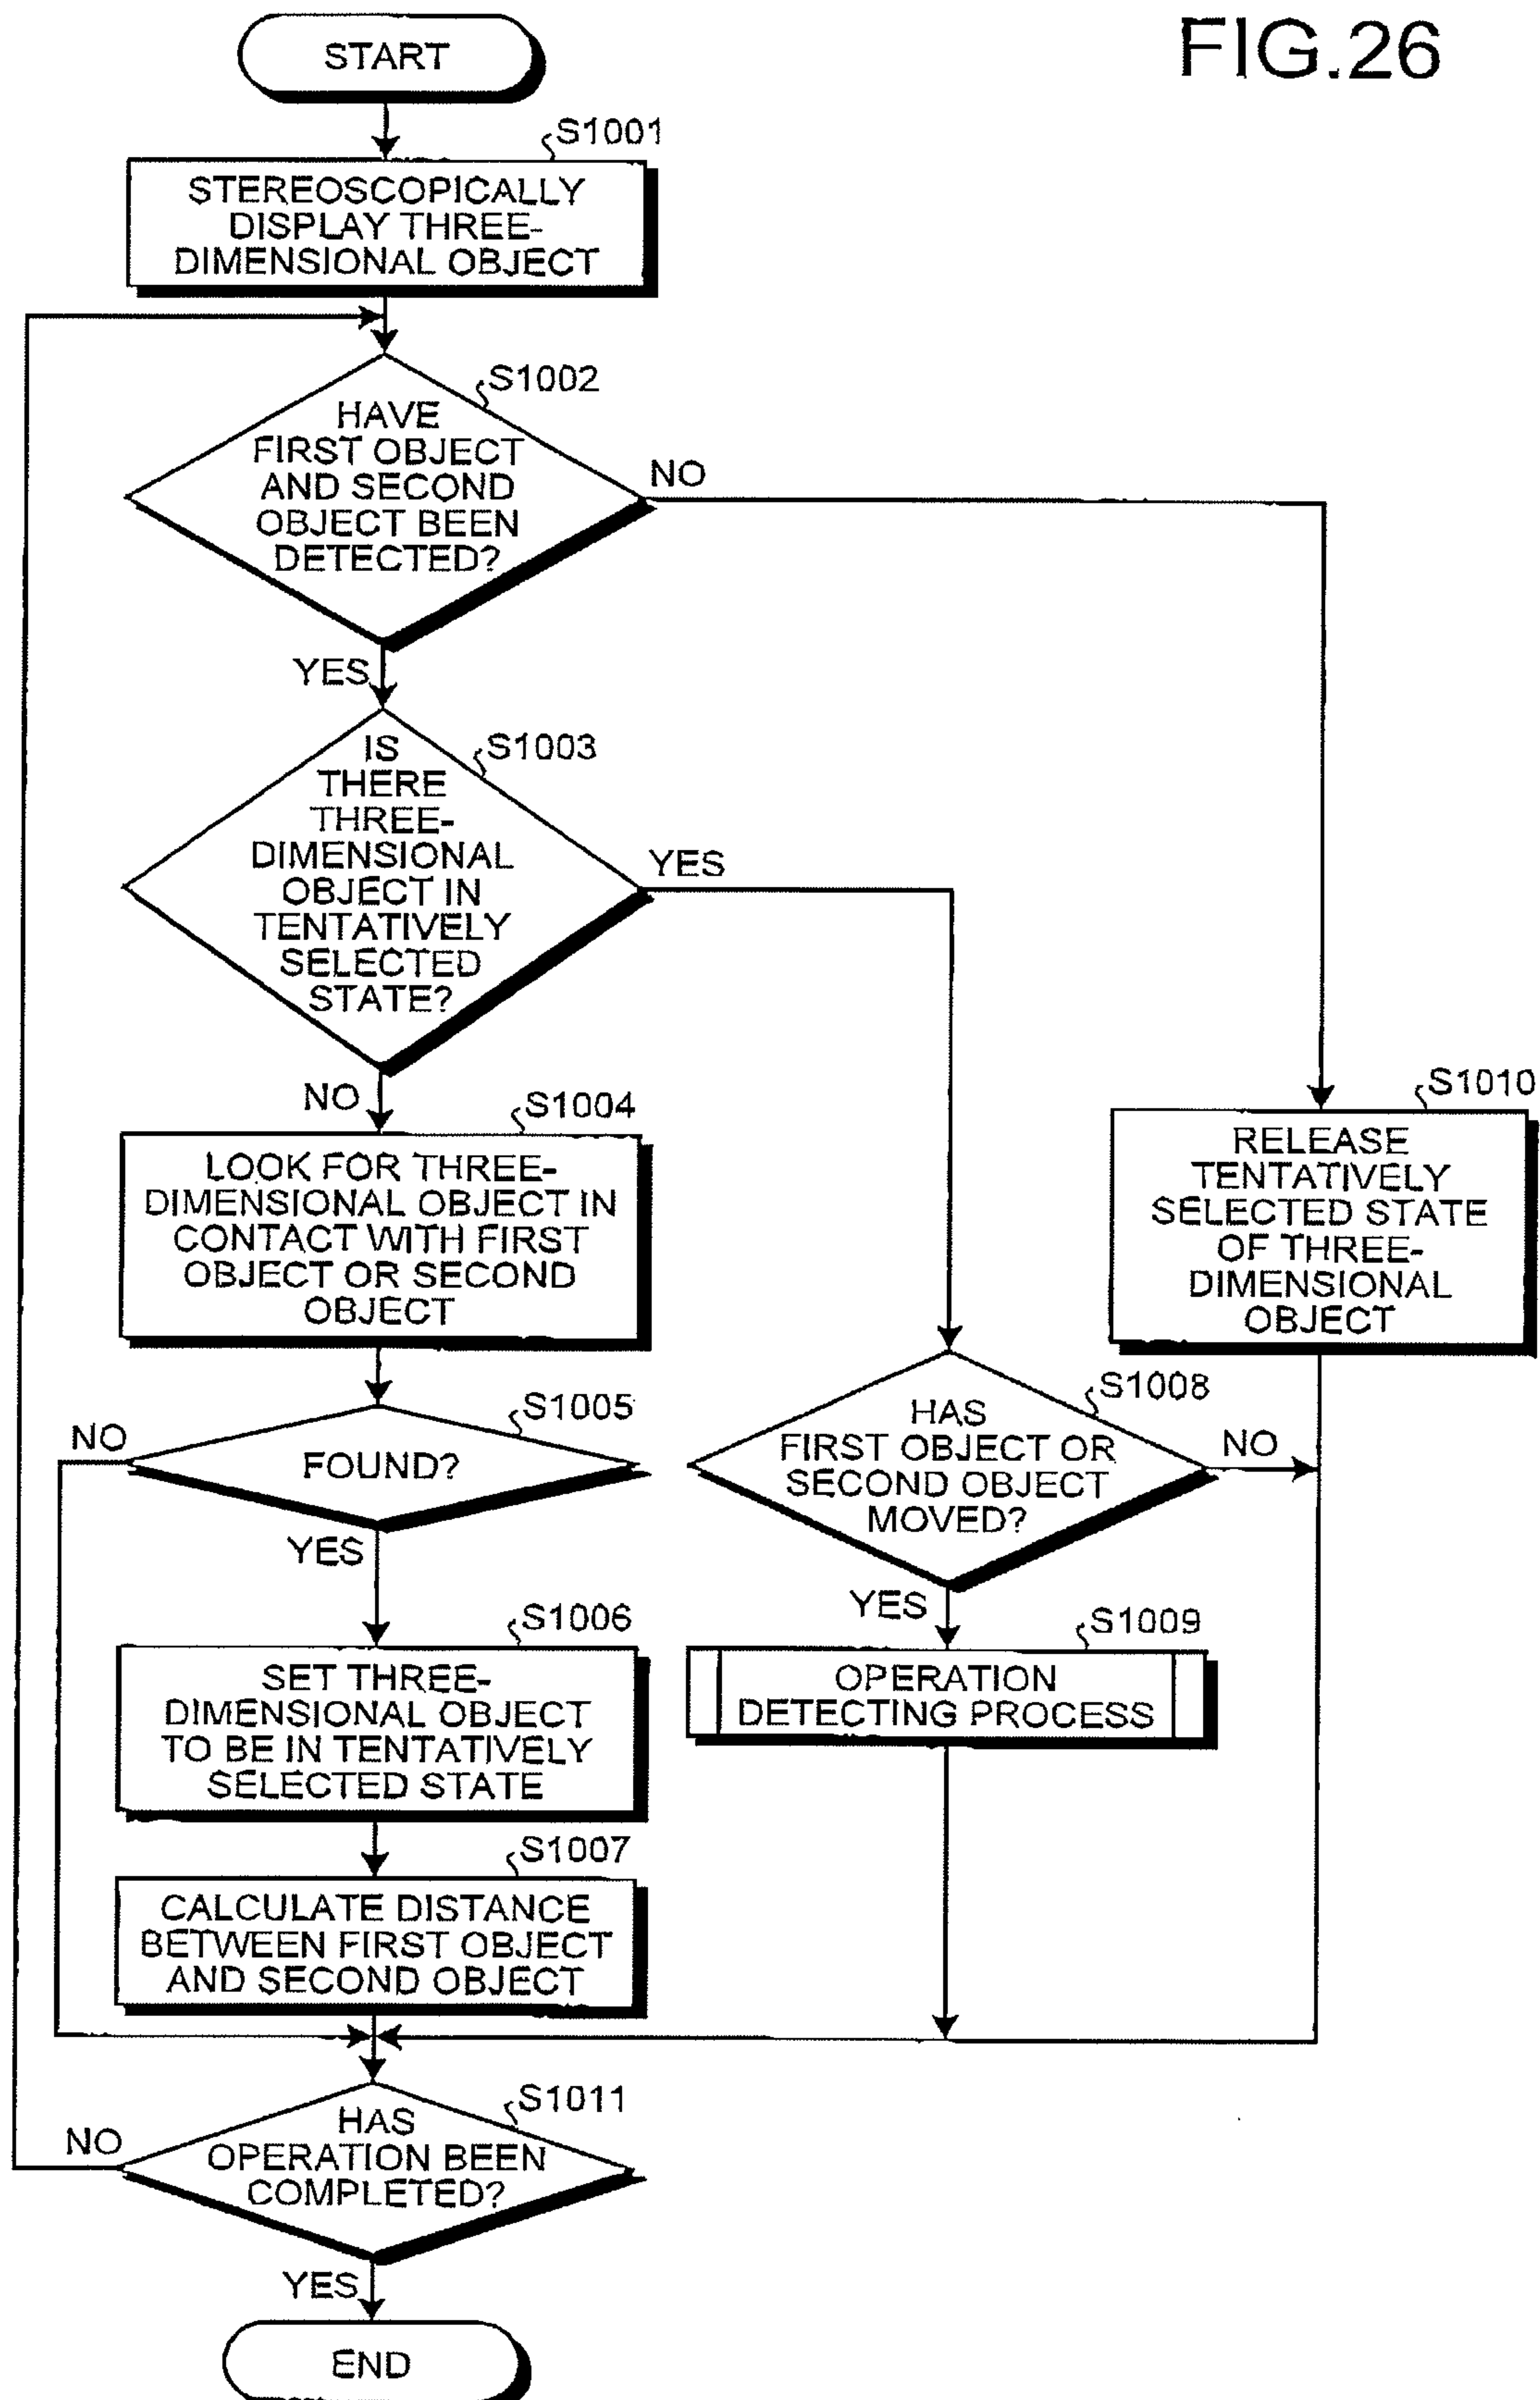 FIG.26
START
S1001
STEREOSCOPICALLY
DISPLAY THREE-
DIMENSIONAL OBJECT
S1002
HAVE
FIRST OBJECT
AND SECOND
OBJECT BEEN
DETECTED?
NO
YES
S1003
IS
THERE
THREE-
DIMENSIONAL
OBJECT IN
TENTATIVELY
SELECTED
STATE?
YES
NO
S1004
LOOK FOR THREE-
DIMENSIONAL OBJECT IN
CONTACT WITH FIRST
OBJECT OR SECOND
OBJECT
S1010
RELEASE
TENTATIVELY
SELECTED STATE
OF THREE-
DIMENSIONAL
OBJECT
S1005
NO
FOUND?
YES
S1008
HAS
FIRST OBJECT OR
SECOND OBJECT
MOVED?
NO
YES
S1006
SET THREE-
DIMENSIONAL OBJECT
TO BE IN TENTATIVELY
SELECTED STATE
S1009
OPERATION
DETECTING PROCESS
S1007
CALCULATE DISTANCE
BETWEEN FIRST OBJECT
AND SECOND OBJECT
S1011
NO
HAS
OPERATION BEEN
COMPLETED?
YES
END